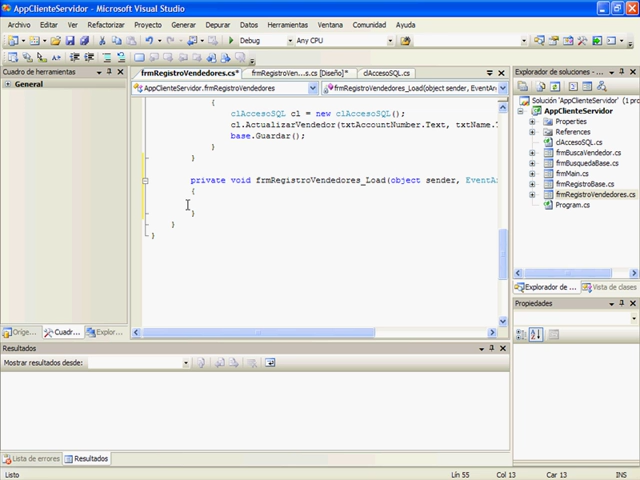 AppClienteServidor - Microsoft Visual Studio
Archivo Editar Ver Refactorizar Proyecto Generar Depurar Datos Herramientas Ventana clAdmindad Ayuda
Debug Any CPU
Cuadro de herramientas
General
frmRegistroVendedores.cs* frmRegistroVen...s.cs [Diseño]* clAccesoSQL.cs
AppClienteServidor.frmRegistroVendedores
frmRegistroVendedores_Load(object sender, EventAr
{
clAccesoSQL cl = new clAccesoSQL();
cl.ActualizarVendedor(txtAccountNumber.Text, txtName.
base.Guardar();
}
}
private void frmRegistroVendedores_Load(object sender, EventAr
{
}
}
}
Explorador de soluciones
Solución 'AppClienteServidor' (1 pro
AppClienteServidor
Properties
References
clAccesoSQL.cs
frmBuscaVendedor.cs
frmBusquedaBase.cs
frmMain.cs
frmRegistroBase.cs
frmRegistroVendedores.cs
Program.cs
Explorador de ... Vista de clases
Propiedades
Oríge... Cuadr... Explor...
Resultados
Mostrar resultados desde:
Lista de errores Resultados
Listo Lín 55 Col 13 Car 13 INS